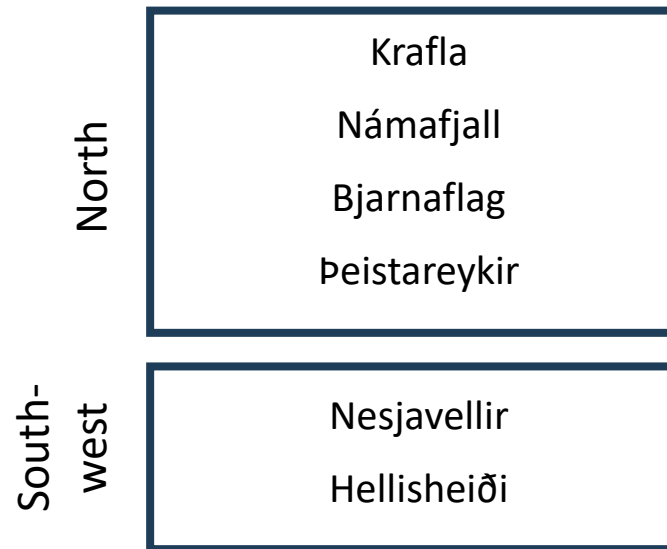 North
Krafla
Námafjall
Bjarnaflag
Þeistareykir
South-
west
Nesjavellir
Hellisheiði